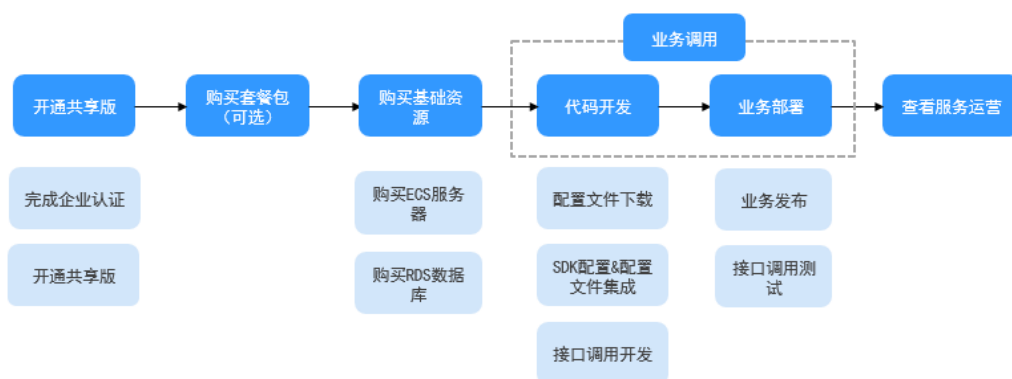 业务调用
开通共享版
购买套餐包
（可选）
购买基础资
源
代码开发
业务部署
查看服务运营
完成企业认证
购买ECS服务
器
配置文件下载
业务发布
开通共享版
购买RDS数据
库
SDK配置&配置
文件集成
接口调用测
试
接口调用开发